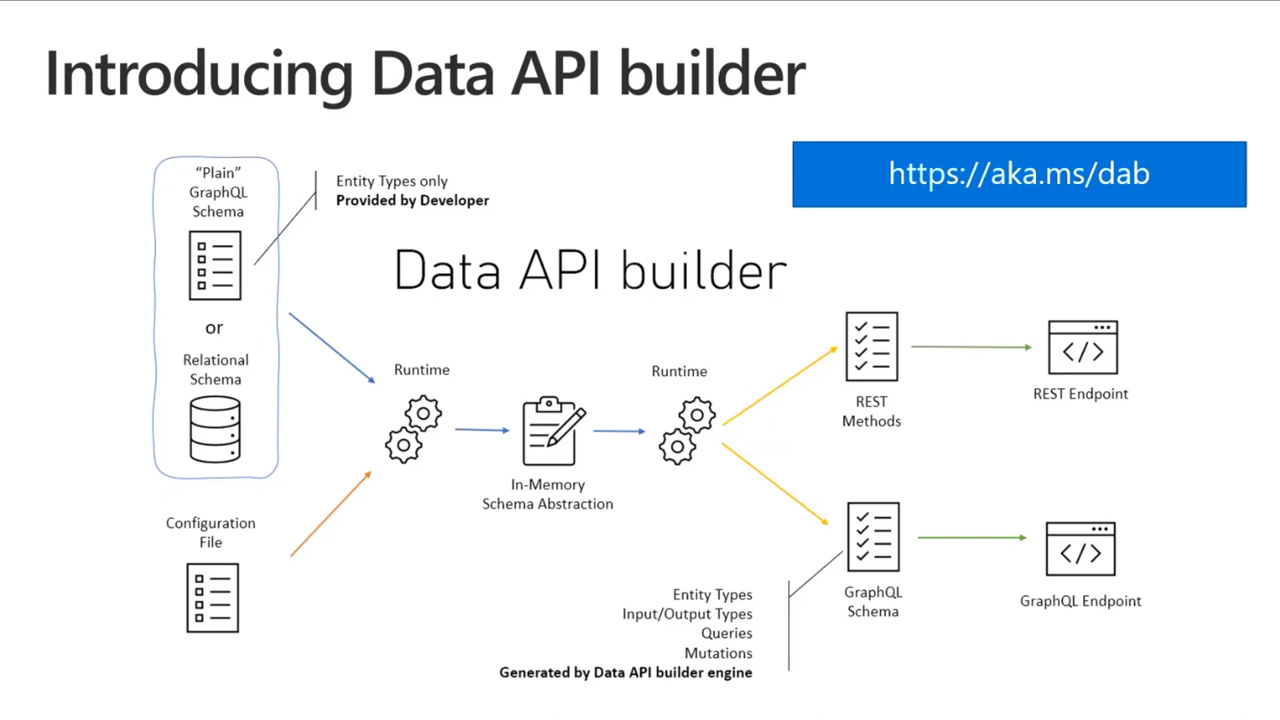 Introducing Data API builder
https://aka.ms/dab
“Plain”
GraphQL
Schema
Entity Types only
Provided by Developer
Data API builder
or
Relational
Schema
Runtime
In-Memory
Schema Abstraction
Runtime
REST
Methods
REST Endpoint
Configuration
File
Entity Types
Input/Output Types
Queries
Mutations
Generated by Data API builder engine
GraphQL
Schema
GraphQL Endpoint